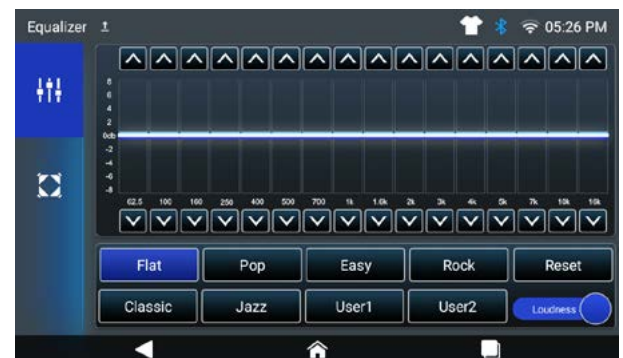 Equalizer
05:26 PM
8
6
4
2
0db
-2
-4
-6
-8
62.5 100 160 250 400 500 700 1k 1.6k 2k 3k 4k 5k 7k 10k 16k
Flat Pop Easy Rock Reset
Classic Jazz User1 User2 Loudness